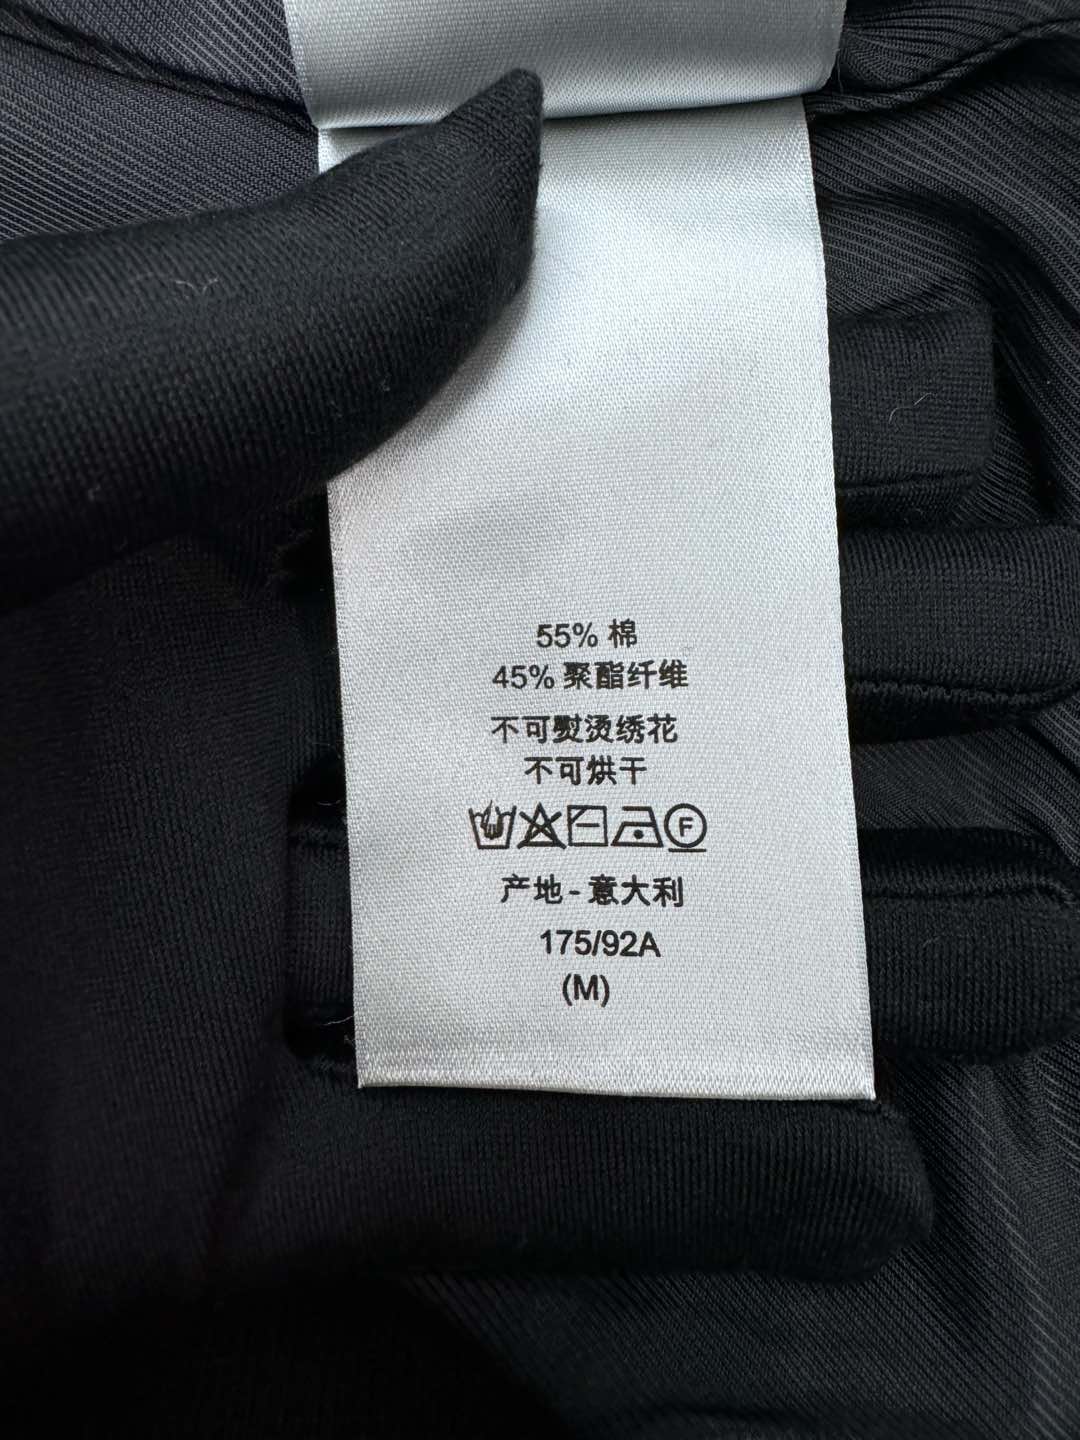 55% 棉
45% 聚酯纤维
不可熨烫绣花
不可烘干
F
产地 - 意大利
175/92A
(M)